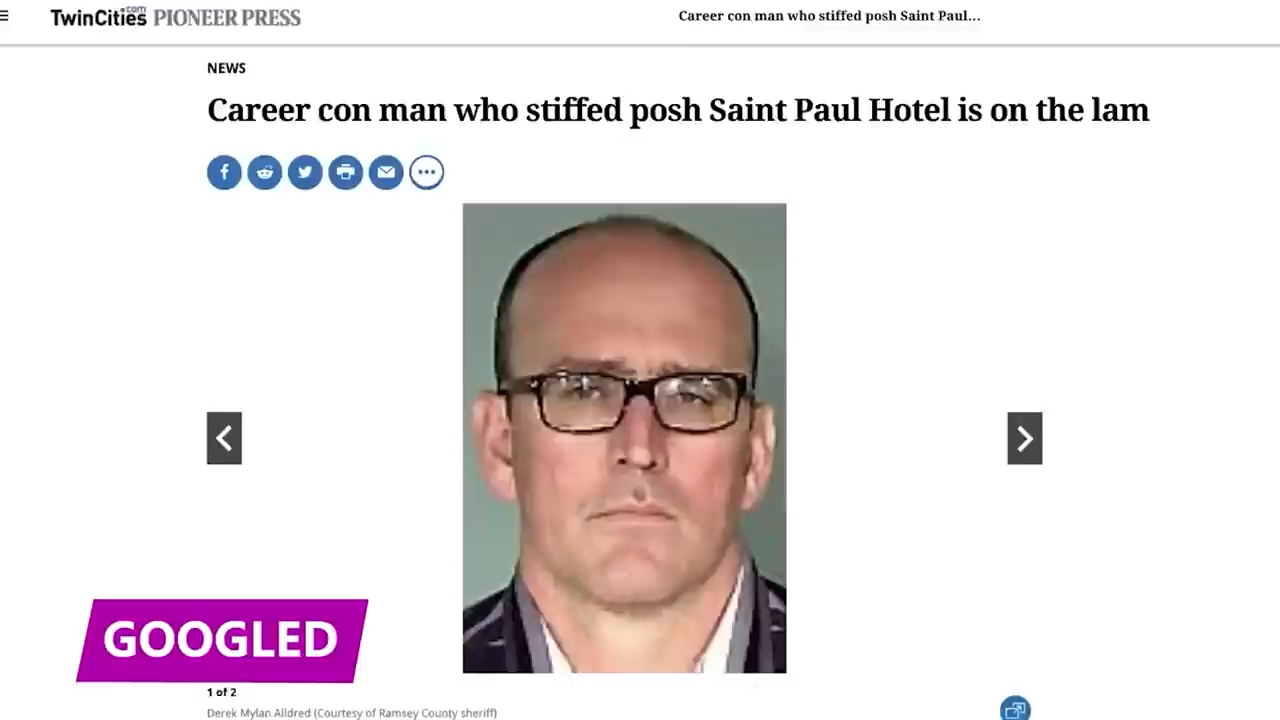 TwinCities.com PIONEER PRESS
Career con man who stiffed posh Saint Paul...
NEWS
Career con man who stiffed posh Saint Paul Hotel is on the lam
GOOGLED
1 of 2
Derek Mylan Alldred (Courtesy of Ramsey County sheriff)